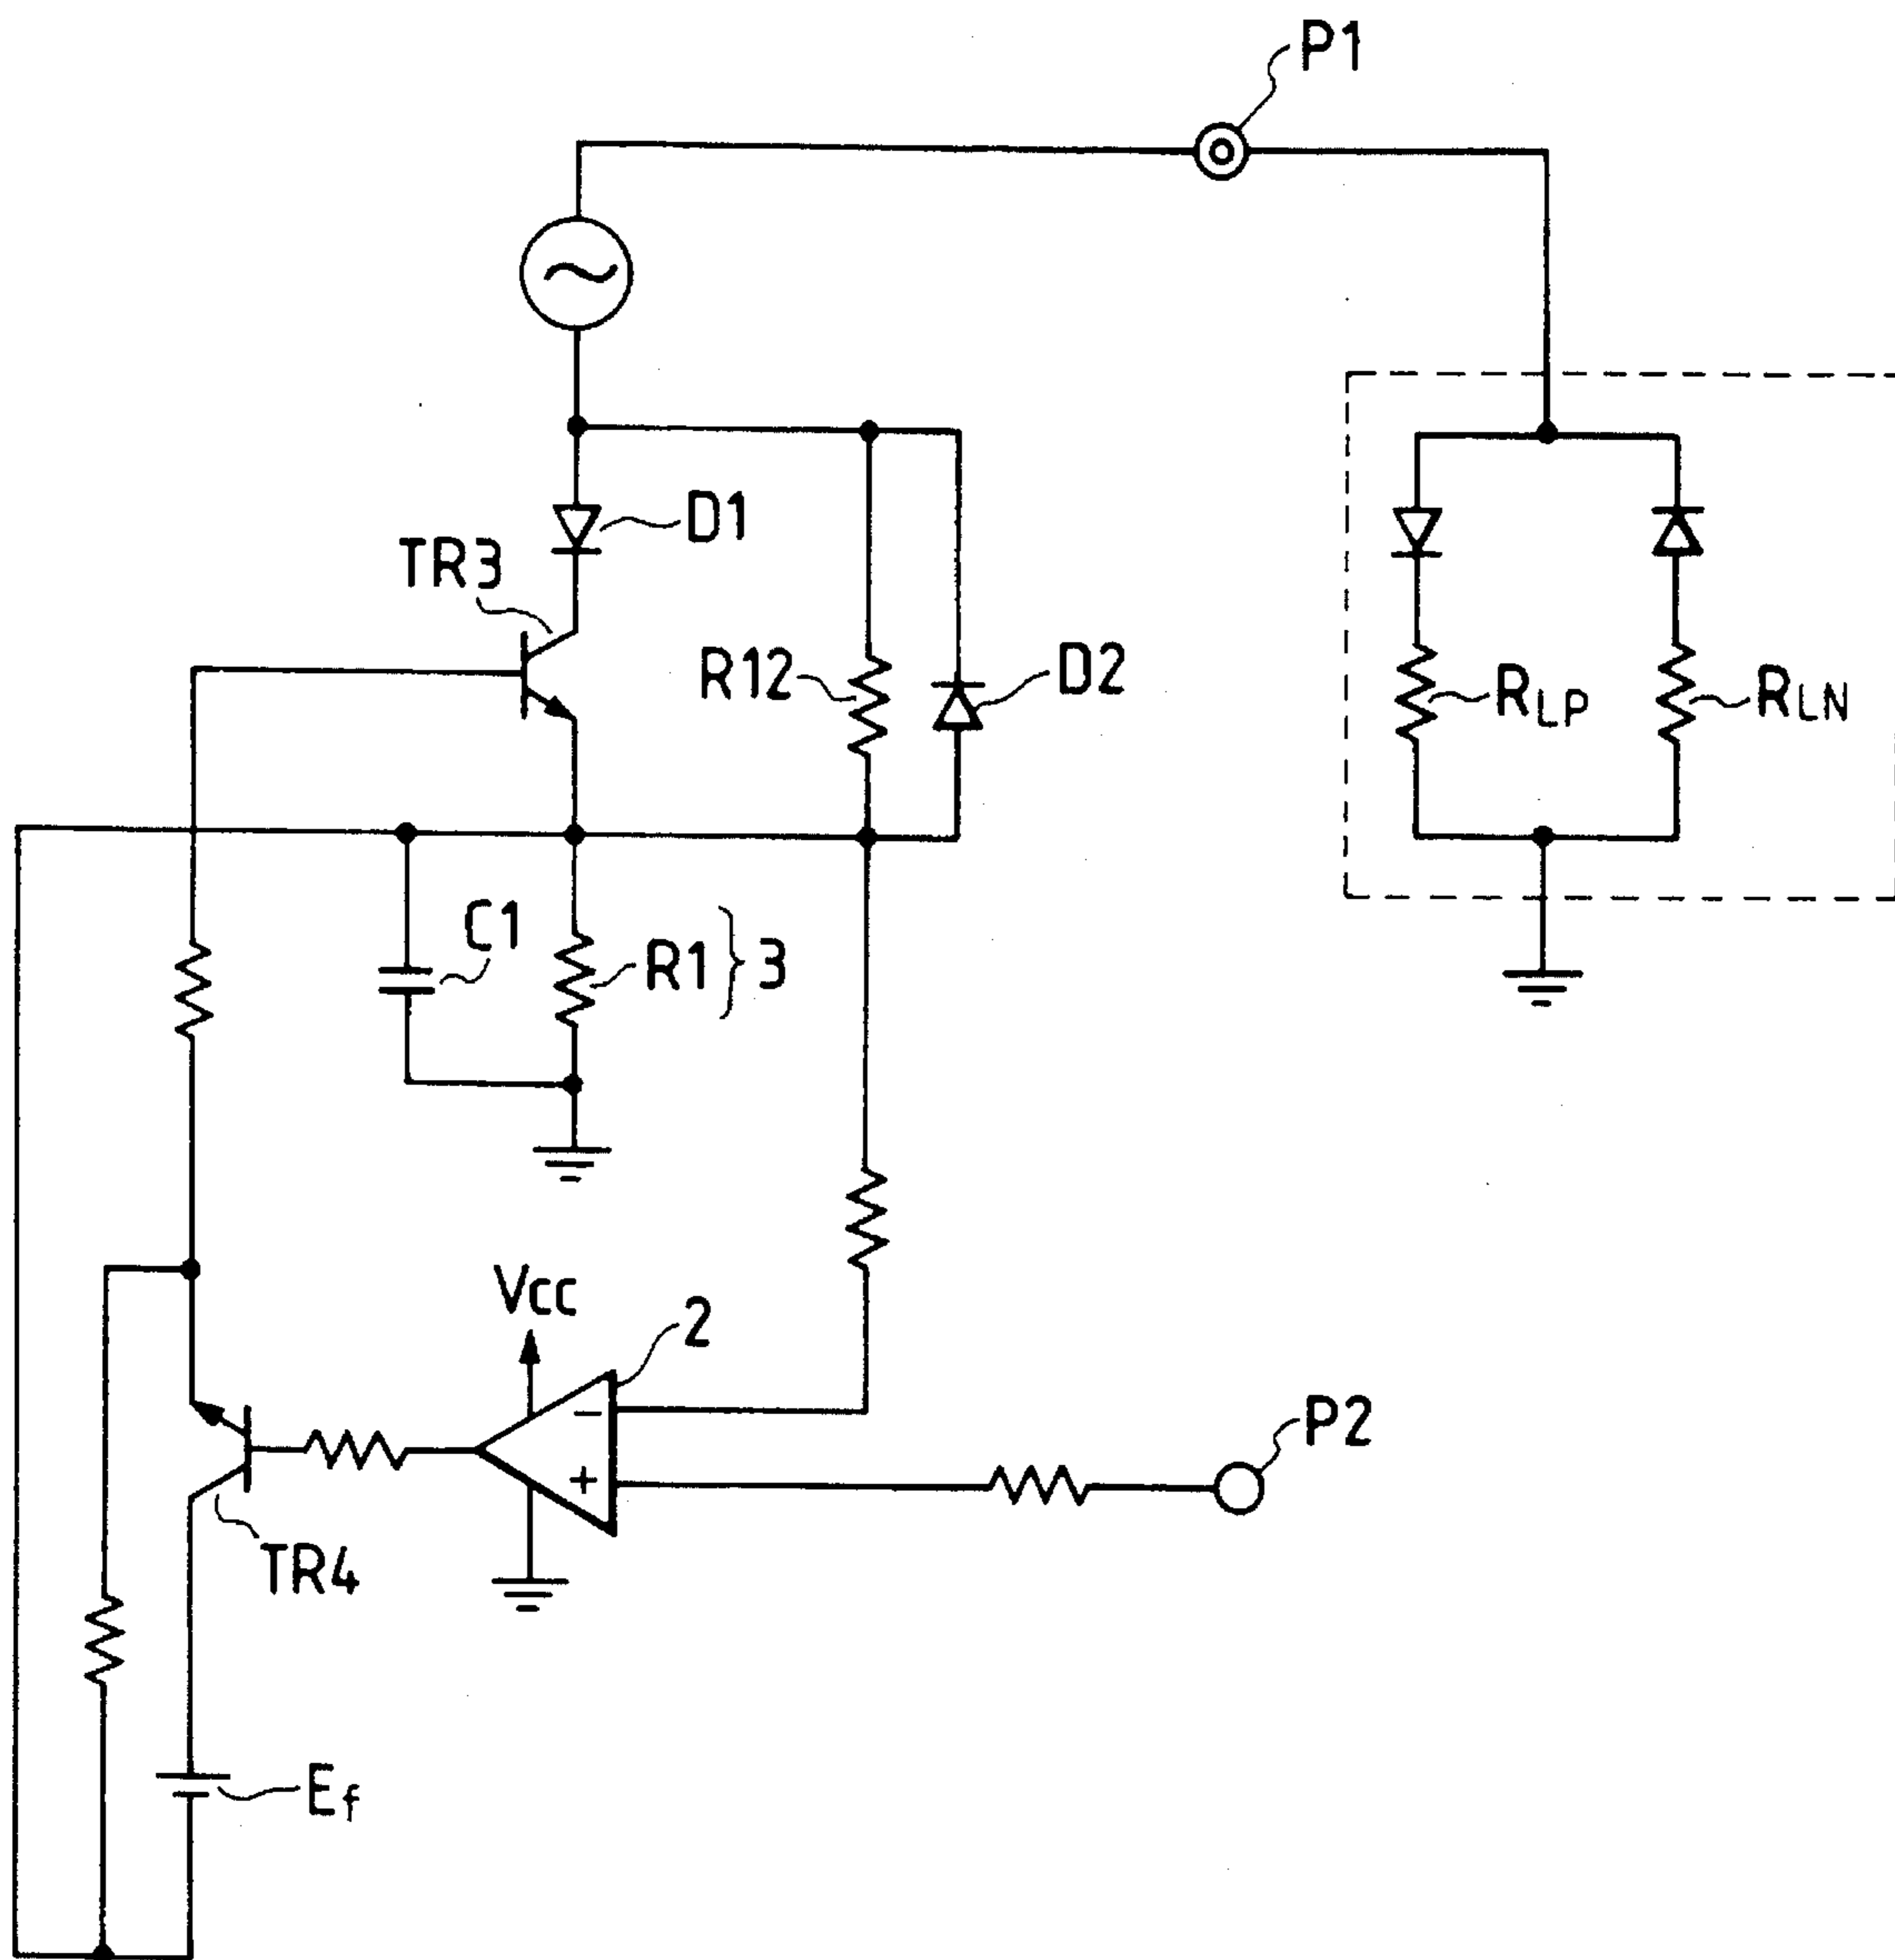 P1
D1
TR3
R12
D2
RLP
RLN
C1
R1 } 3
Vcc
2
−
+
P2
TR4
Ef